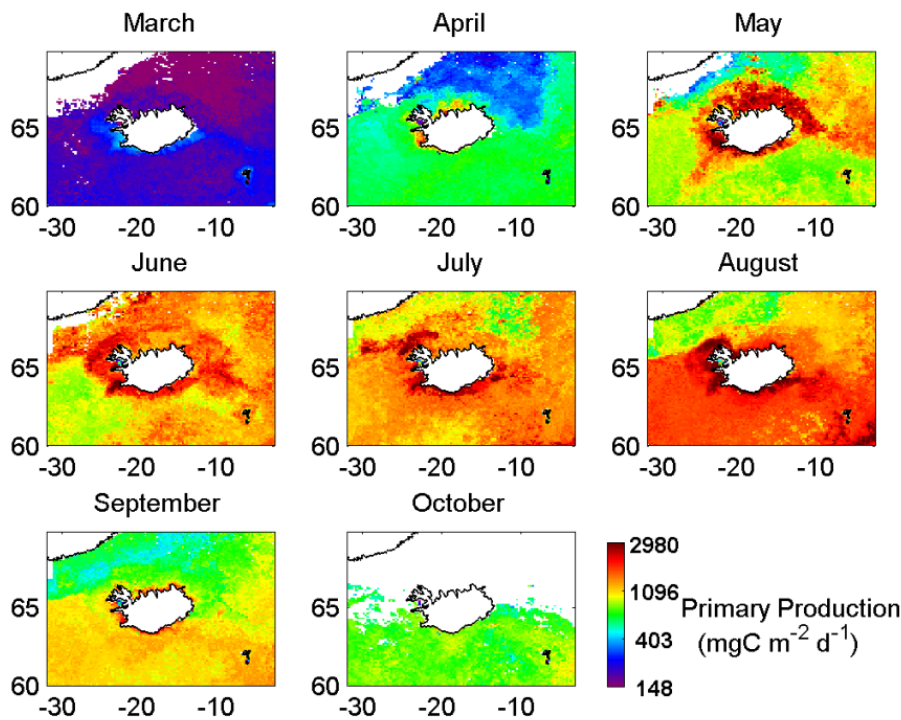 March April May
65 65 65
60 60 60
-30 -20 -10 -30 -20 -10 -30 -20 -10
June July August
65 65 65
60 60 60
-30 -20 -10 -30 -20 -10 -30 -20 -10
September October
65 65
60 60
-30 -20 -10 -30 -20 -10
2980
1096
403
148
Primary Production
(mgC m⁻² d⁻¹)